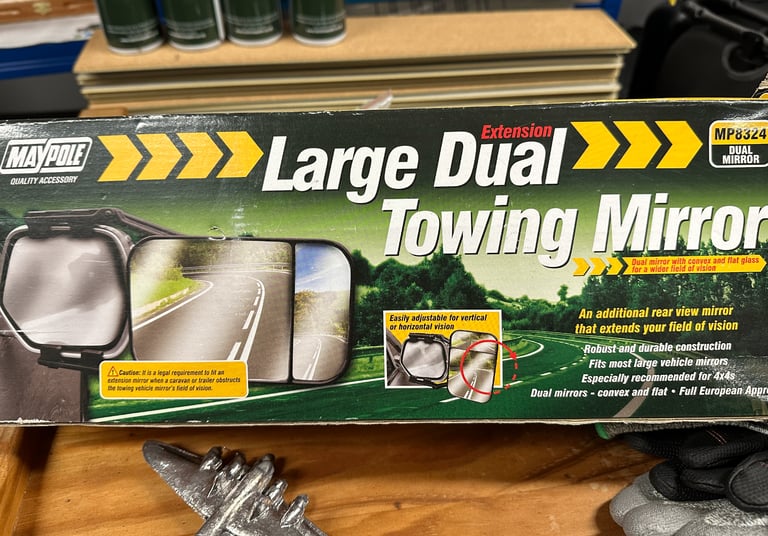 MAYPOLE
QUALITY ACCESSORY
Extension
Large Dual
Towing Mirror
MP8324
DUAL
MIRROR
Dual mirror with convex and flat glass
for a wider field of vision
Easily adjustable for vertical
or horizontal vision
An additional rear view mirror
that extends your field of vision
Robust and durable construction
Fits most large vehicle mirrors
Especially recommended for 4x4s
Dual mirrors - convex and flat • Full European Appr
Caution: It is a legal requirement to fit an
extension mirror when a caravan or trailer obstructs
the towing vehicle mirror's field of vision.